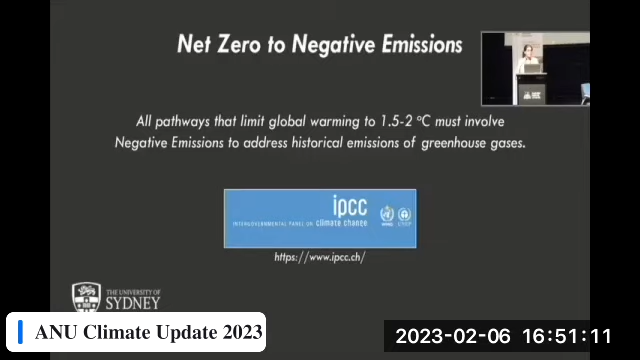 Net Zero to Negative Emissions
All pathways that limit global warming to 1.5-2 °C must involve
Negative Emissions to address historical emissions of greenhouse gases.
ipcc
INTERGOVERNMENTAL PANEL ON climate change
https://www.ipcc.ch/
THE UNIVERSITY OF
SYDNEY
ANU Climate Update 2023
2023-02-06 16:51:11